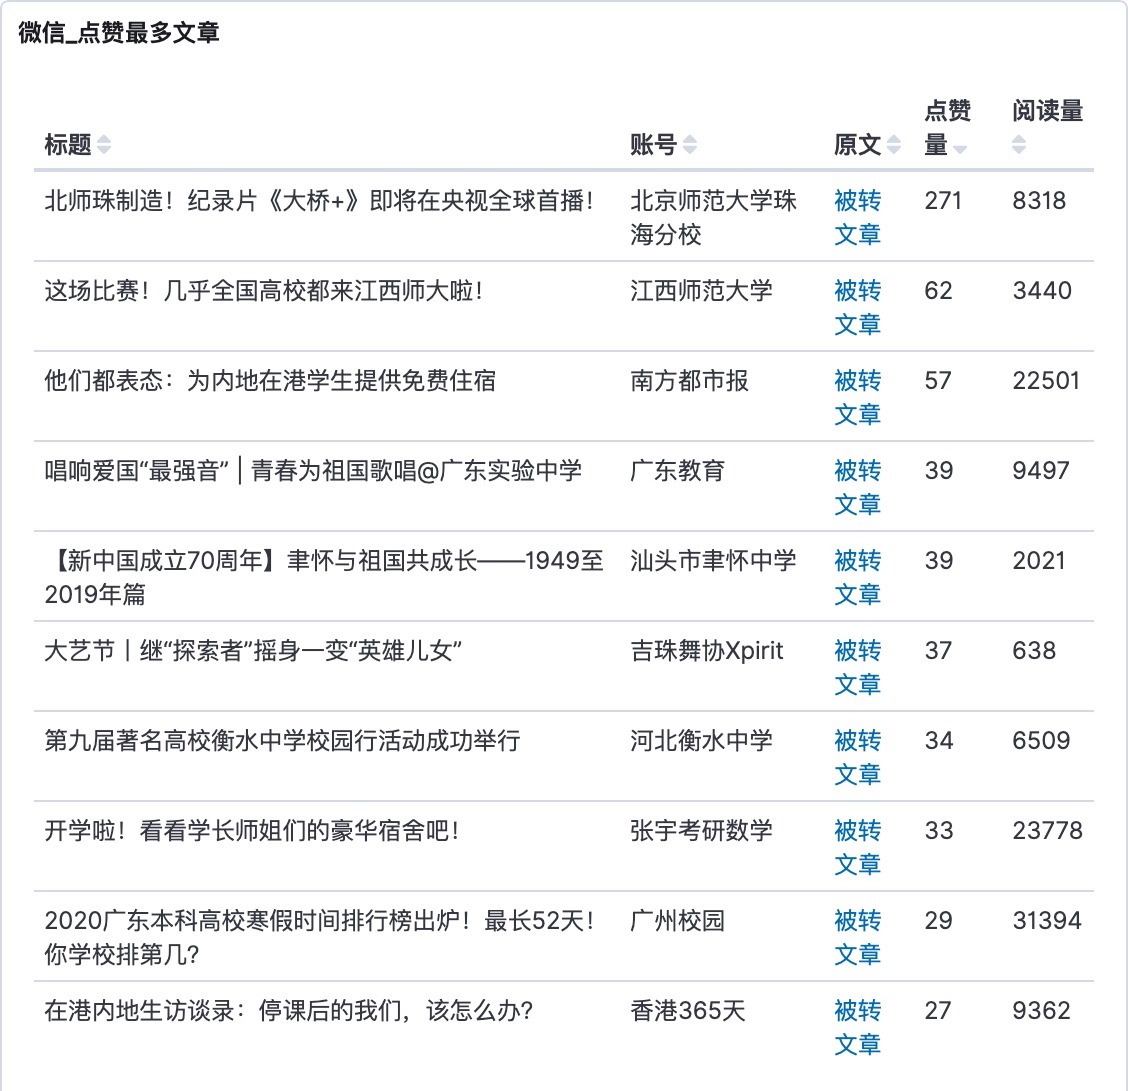 微信_点赞最多文章
标题 账号 原文 点赞量 阅读量
北师珠制造！纪录片《大桥+》即将在央视全球首播！ 北京师范大学珠 被转 271 8318
海分校 文章
这场比赛！几乎全国高校都来江西师大啦！ 江西师范大学 被转 62 3440
文章
他们都表态：为内地在港学生提供免费住宿 南方都市报 被转 57 22501
文章
唱响爱国“最强音” | 青春为祖国歌唱@广东实验中学 广东教育 被转 39 9497
文章
【新中国成立70周年】聿怀与祖国共成长——1949至 汕头市聿怀中学 被转 39 2021
2019年篇 文章
大艺节丨继“探索者”摇身一变“英雄儿女” 吉珠舞协Xpirit 被转 37 638
文章
第九届著名高校衡水中学校园行活动成功举行 河北衡水中学 被转 34 6509
文章
开学啦！看看学长师姐们的豪华宿舍吧！ 张宇考研数学 被转 33 23778
文章
2020广东本科高校寒假时间排行榜出炉！最长52天！ 广州校园 被转 29 31394
你学校排第几？ 文章
在港内地生访谈录：停课后的我们，该怎么办？ 香港365天 被转 27 9362
文章